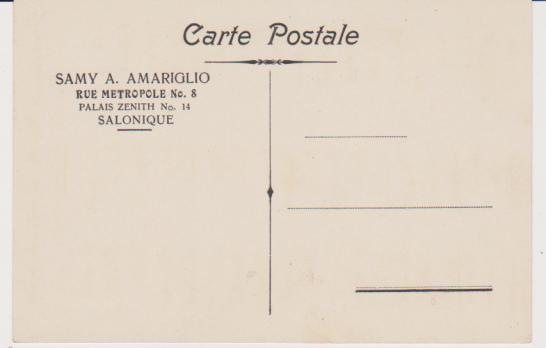 Carte Postale
SAMY A. AMARIGLIO
RUE METROPOLE No. 8
PALAIS ZENITH No. 14
SALONIQUE